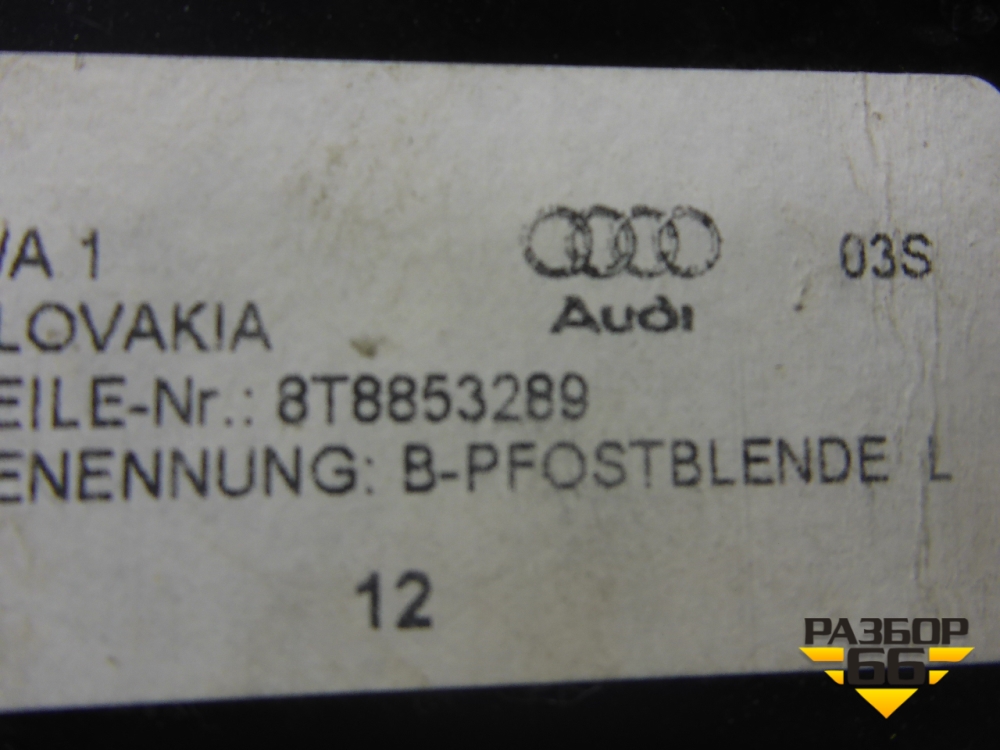 /A 1
03S
Audi
LOVAKIA
EILE-Nr.: 8T8853289
ENENNUNG: B-PFOSTBLENDE L
12
РАЗБОР
66